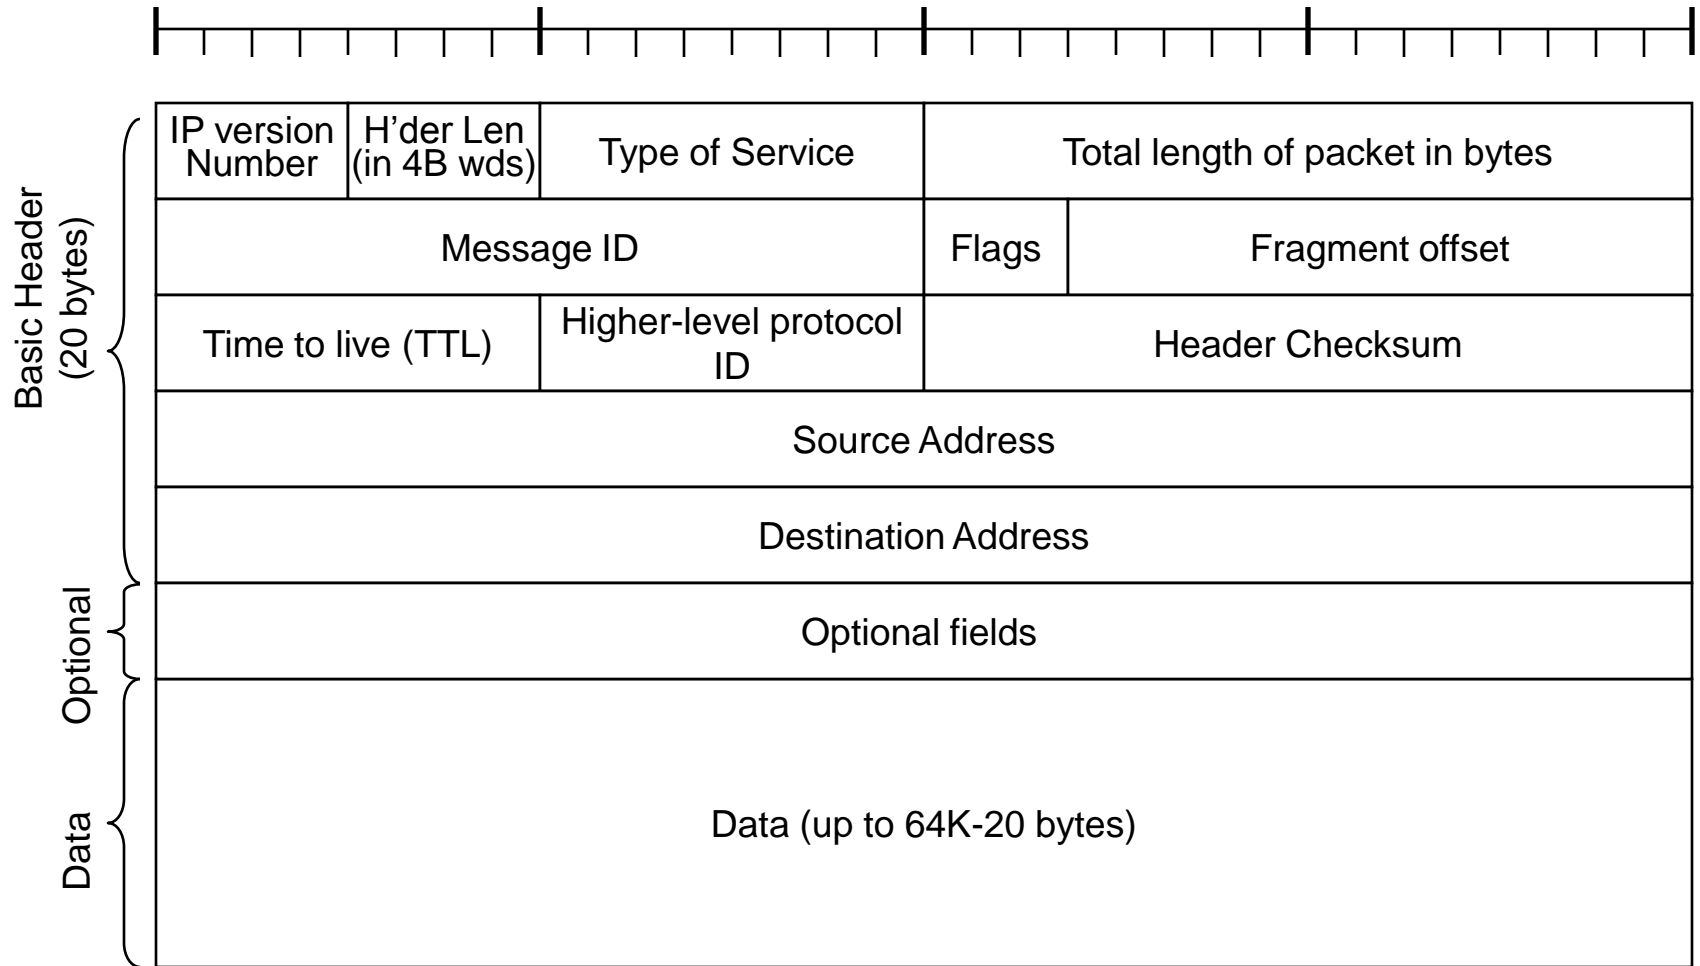 IP version
Number
H’der Len
(in 4B wds)
Type of Service
Total length of packet in bytes
Message ID
Flags
Fragment offset
Time to live (TTL)
Higher-level protocol
ID
Header Checksum
Source Address
Destination Address
Optional fields
Data (up to 64K-20 bytes)
Basic Header
(20 bytes)
Optional
Data